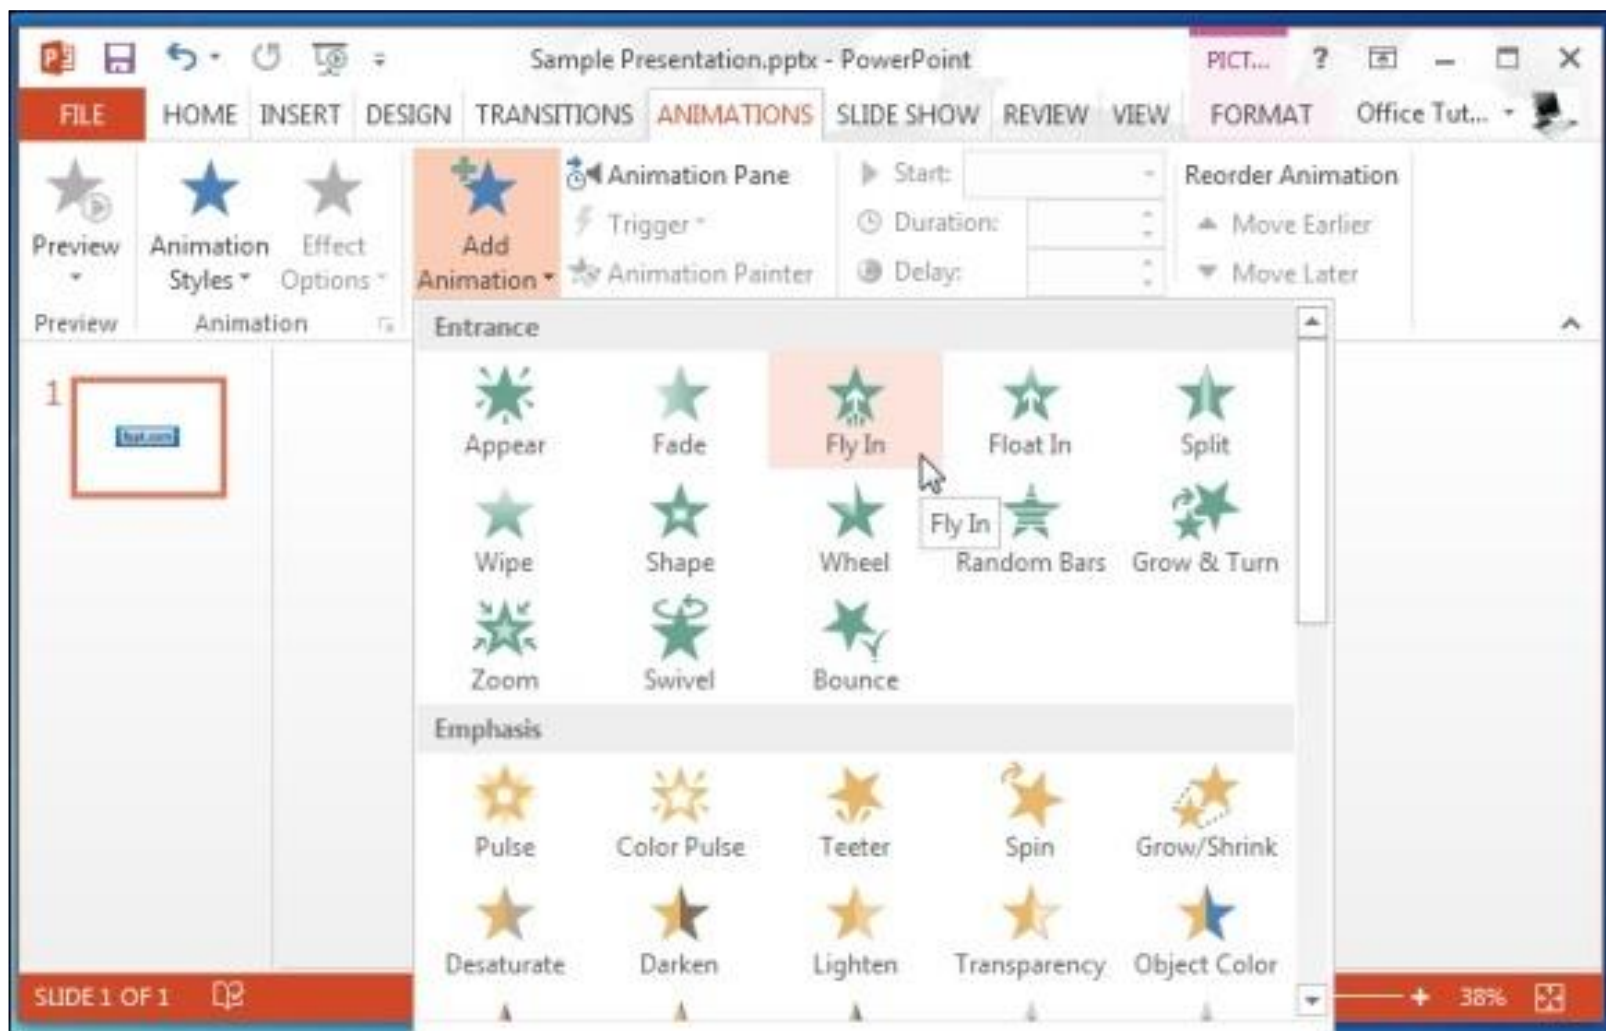 Sample Presentation.pptx - PowerPoint PICT... ?
FILE HOME INSERT DESIGN TRANSITIONS ANIMATIONS SLIDE SHOW REVIEW VIEW FORMAT Office Tut...
Preview
Animation Styles
Effect Options
Add Animation
Animation Pane
Trigger
Animation Painter
Start:
Duration:
Delay:
Reorder Animation
Move Earlier
Move Later
Preview Animation
Entrance
Appear Fade Fly In Float In Split
Fly In
Wipe Shape Wheel Random Bars Grow & Turn
Zoom Swivel Bounce
Emphasis
Pulse Color Pulse Teeter Spin Grow/Shrink
Desaturate Darken Lighten Transparency Object Color
1
SLIDE 1 OF 1 38%